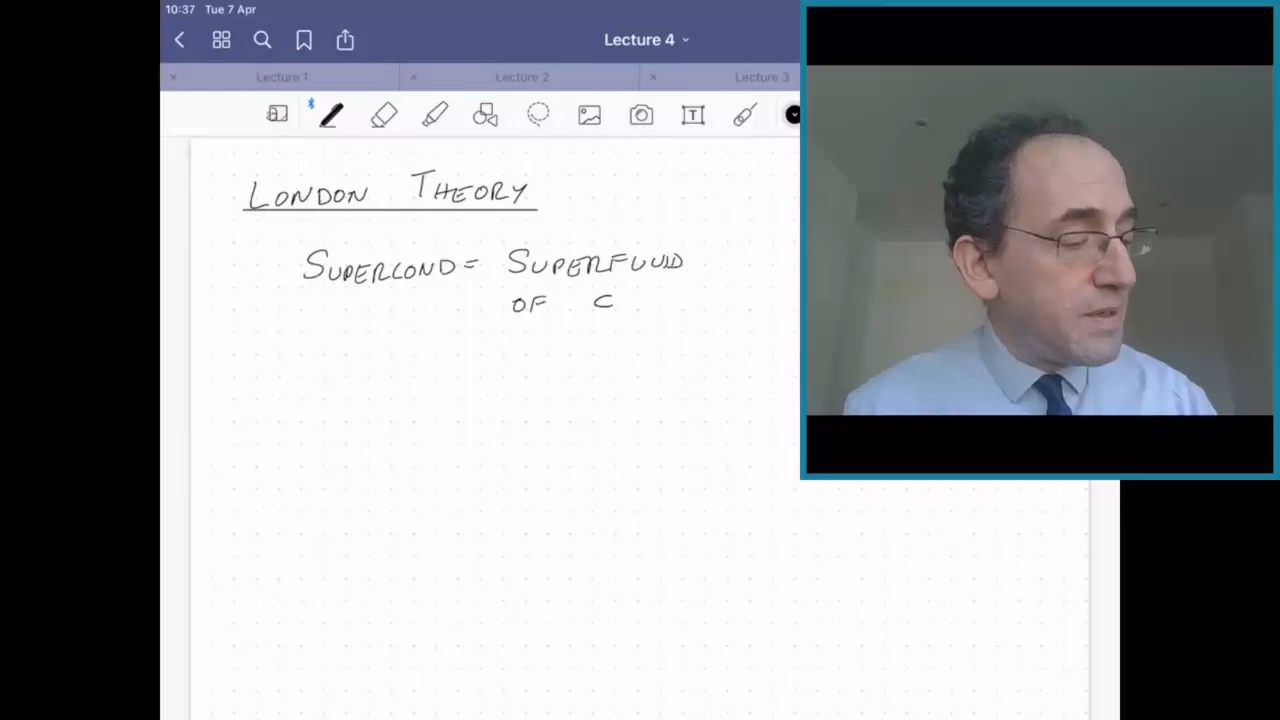 10:37 Tue 7 Apr
Lecture 4
Lecture 1
Lecture 2
Lecture 3
LONDON THEORY
SUPERCOND = SUPERFLUID
OF C